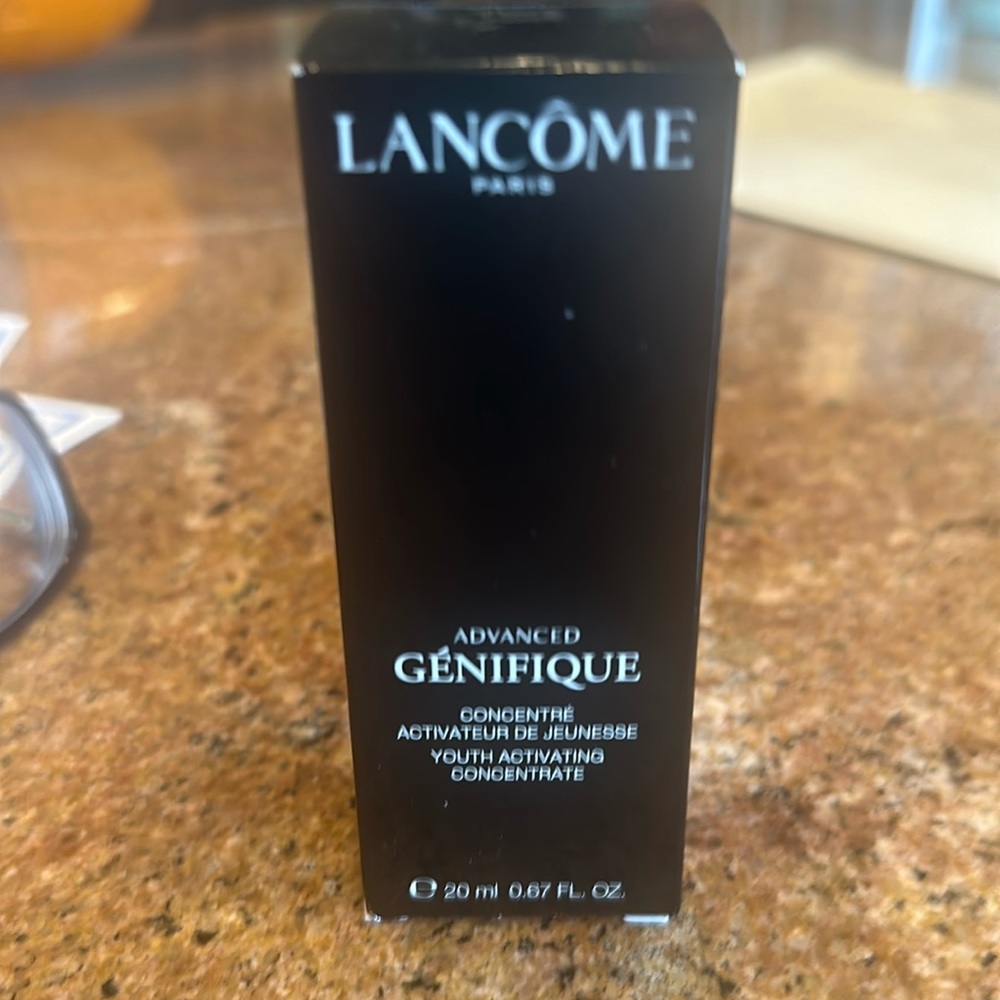 LANCÔME
PARIS
ADVANCED
GÉNIFIQUE
CONCENTRÉ
ACTIVATEUR DE JEUNESSE
YOUTH ACTIVATING
CONCENTRATE
e 20 ml 0.67 FL. OZ.